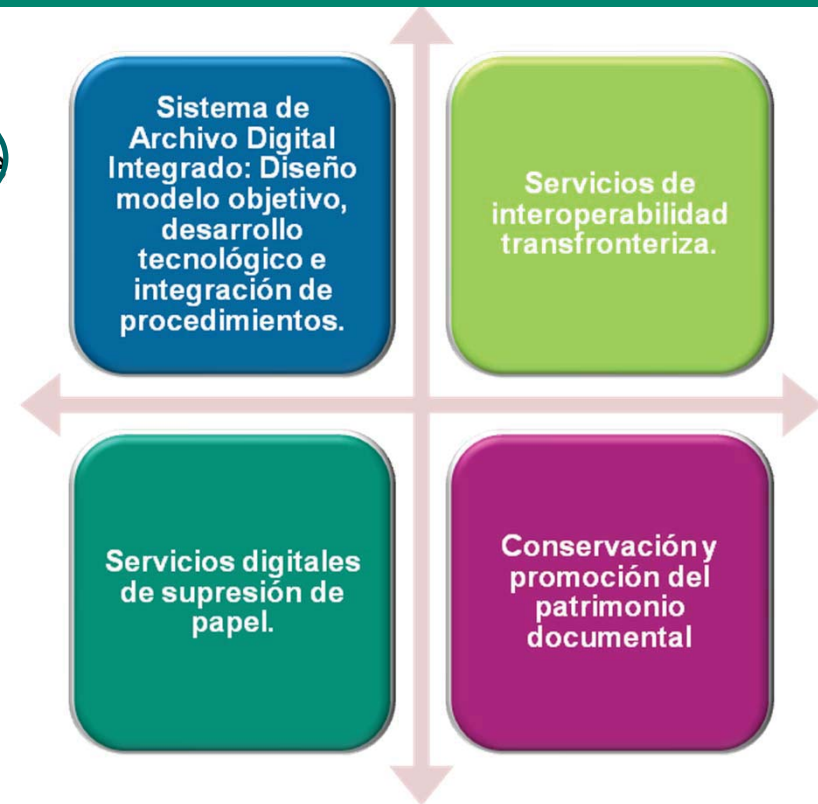 Sistema de
Archivo Digital
Integrado: Diseño
modelo objetivo,
desarrollo
tecnológico e
integración de
procedimientos.
Servicios de
interoperabilidad
transfronteriza.
Servicios digitales
de supresión de
papel.
Conservación y
promoción del
patrimonio
documental